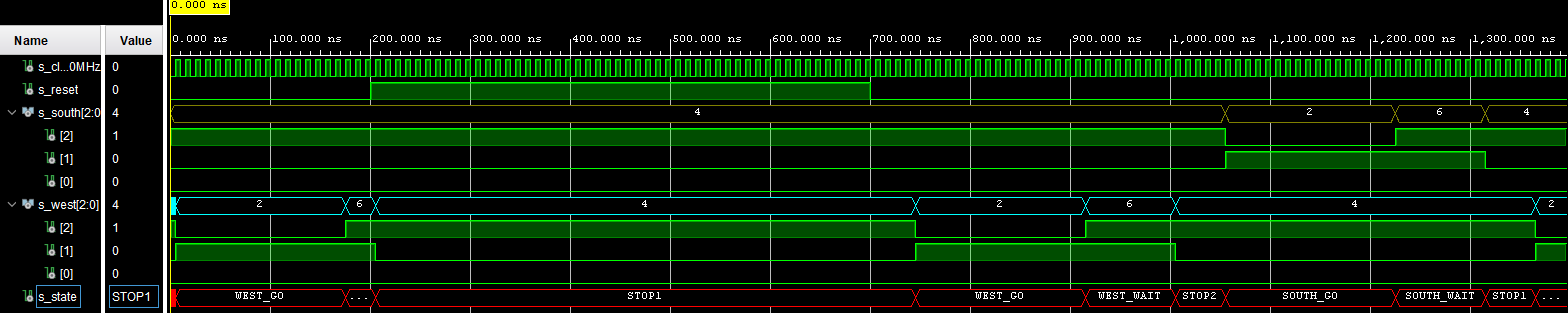 0.000 ns
Name Value 0.000 ns 100.000 ns 200.000 ns 300.000 ns 400.000 ns 500.000 ns 600.000 ns 700.000 ns 800.000 ns 900.000 ns 1,000.000 ns 1,100.000 ns 1,200.000 ns 1,300.000 ns
s_cl...0MHz 0
s_reset 0
s_south[2:0 4 4 2 6 4
[2] 1
[1] 0
[0] 0
s_west[2:0] 4 2 6 4 2 6 4 2
[2] 1
[1] 0
[0] 0
s_state STOP1 WEST_GO ... STOP1 WEST_GO WEST_WAIT STOP2 SOUTH_GO SOUTH_WAIT STOP1 ...